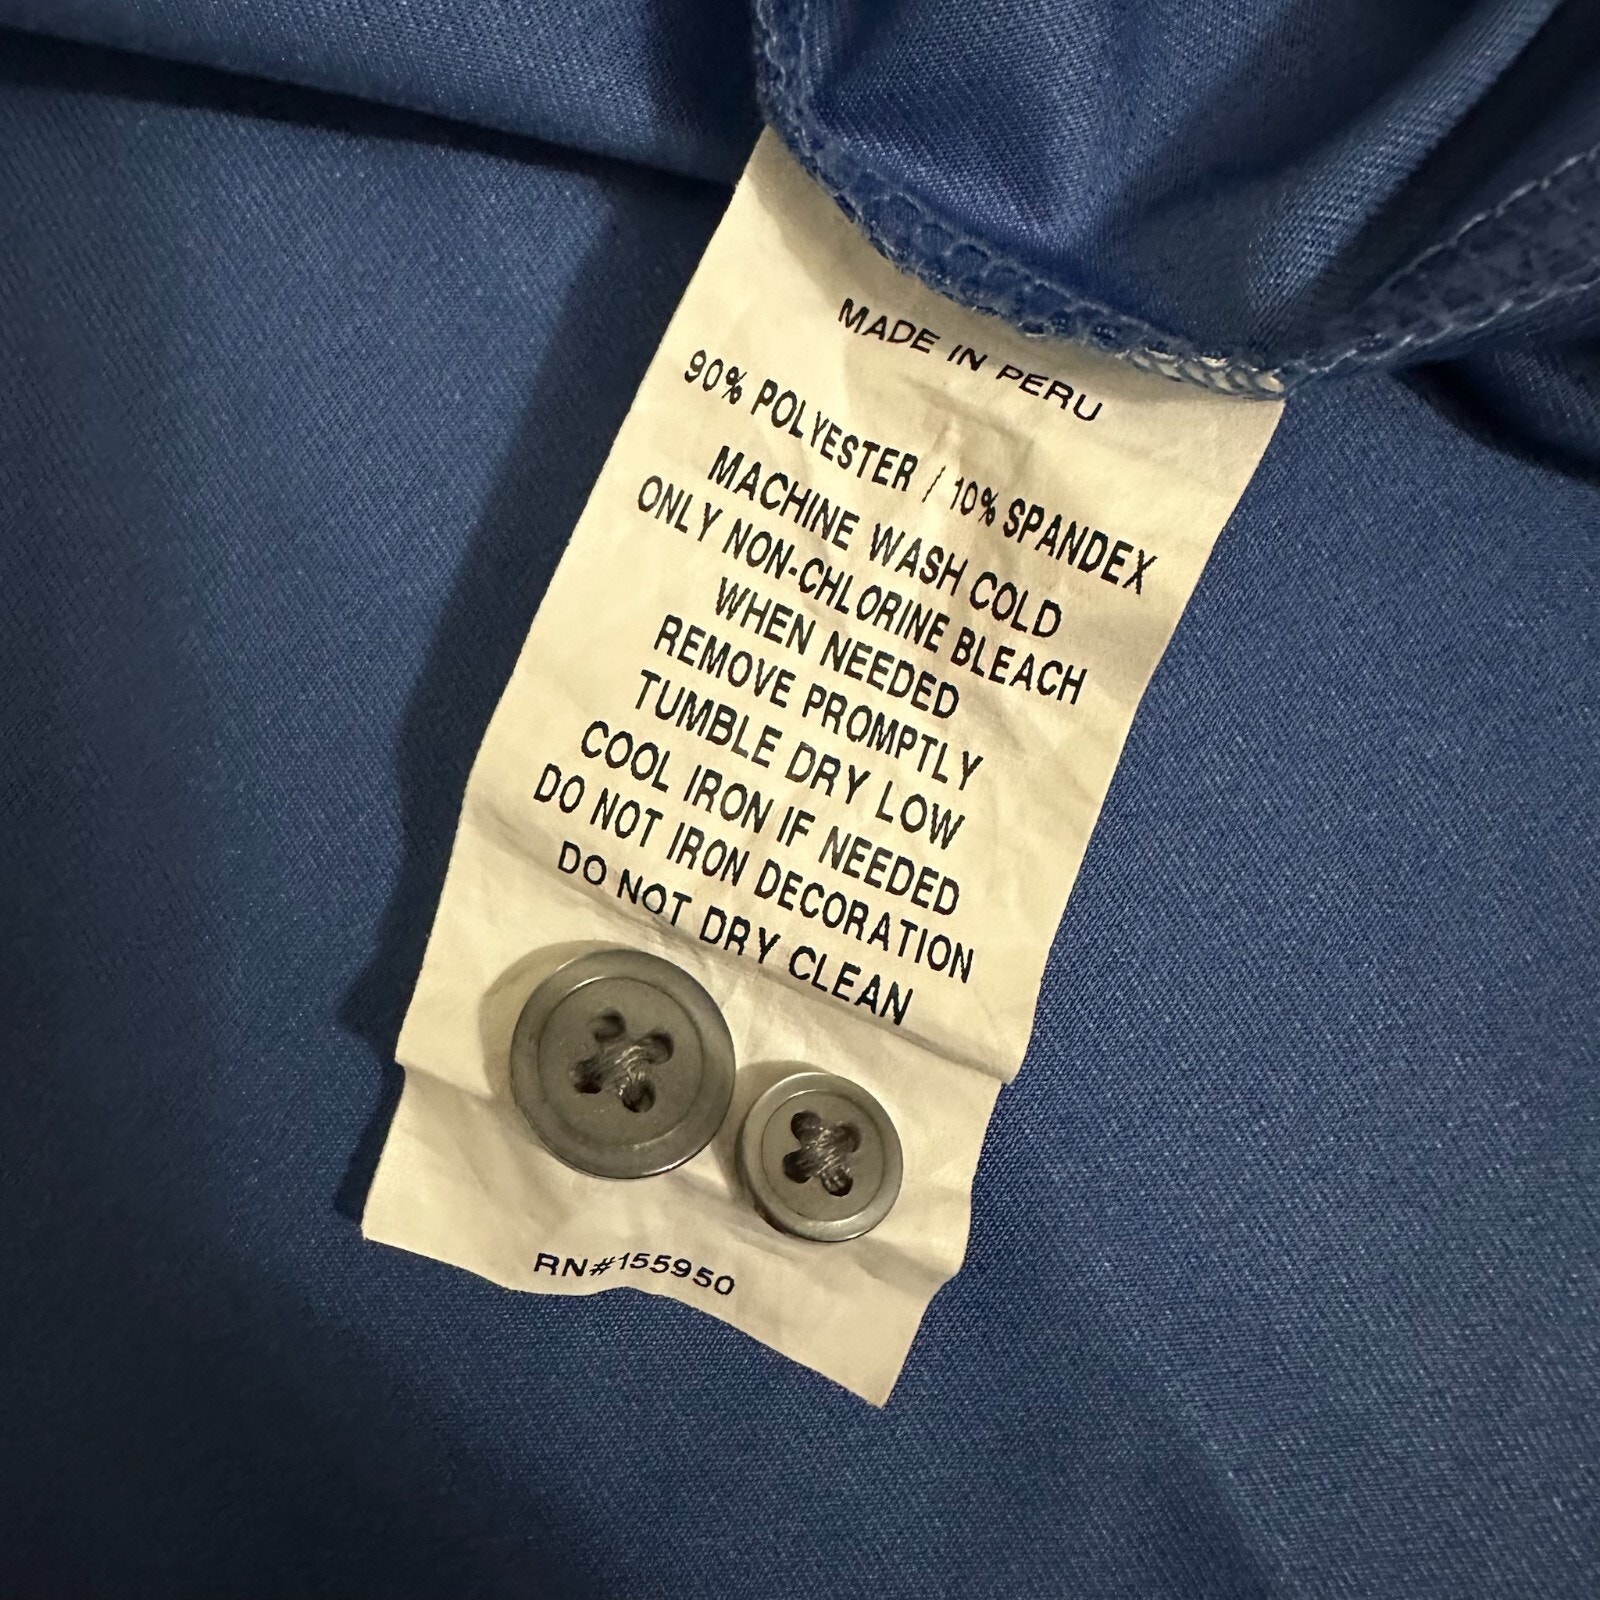 MADE IN PERU
90% POLYESTER / 10% SPANDEX
MACHINE WASH COLD
ONLY NON-CHLORINE BLEACH
WHEN NEEDED
REMOVE PROMPTLY
TUMBLE DRY LOW
COOL IRON IF NEEDED
DO NOT IRON DECORATION
DO NOT DRY CLEAN
RN#155950